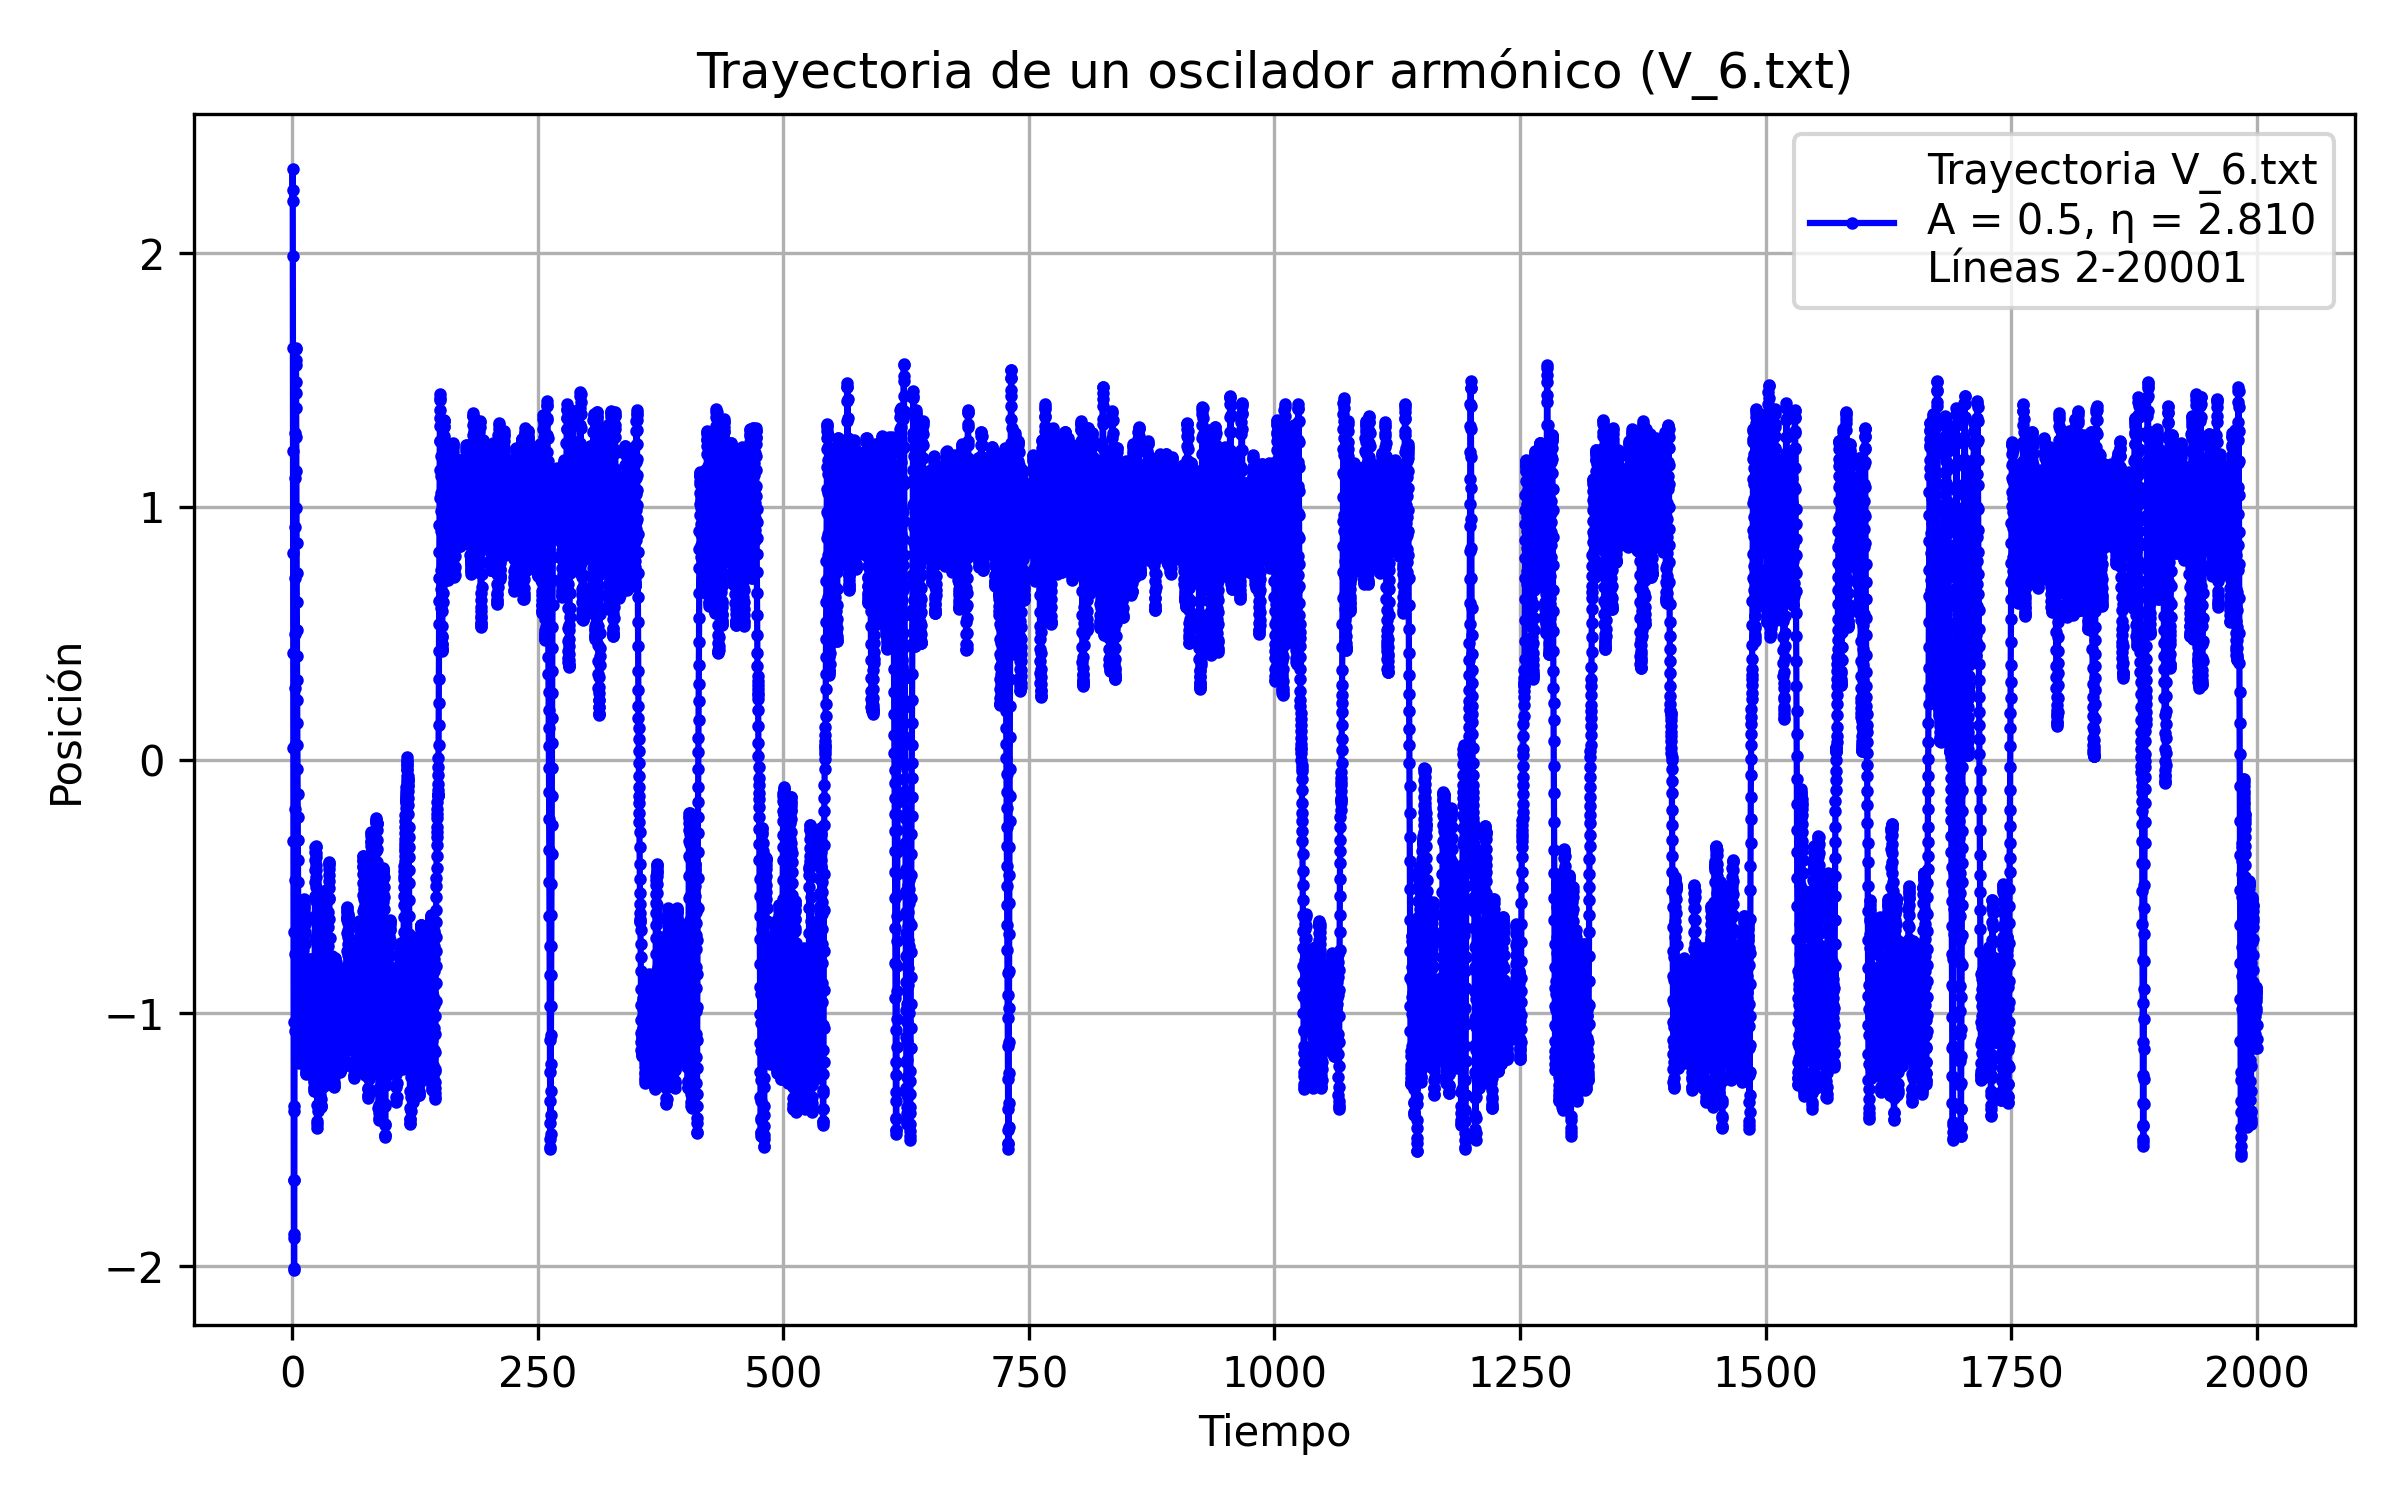 Trayectoria de un oscilador armónico (V_6.txt)
Trayectoria V_6.txt
A = 0.5, η = 2.810
Líneas 2-20001
Posición
2
1
0
−1
−2
0
250
500
750
1000
1250
1500
1750
2000
Tiempo